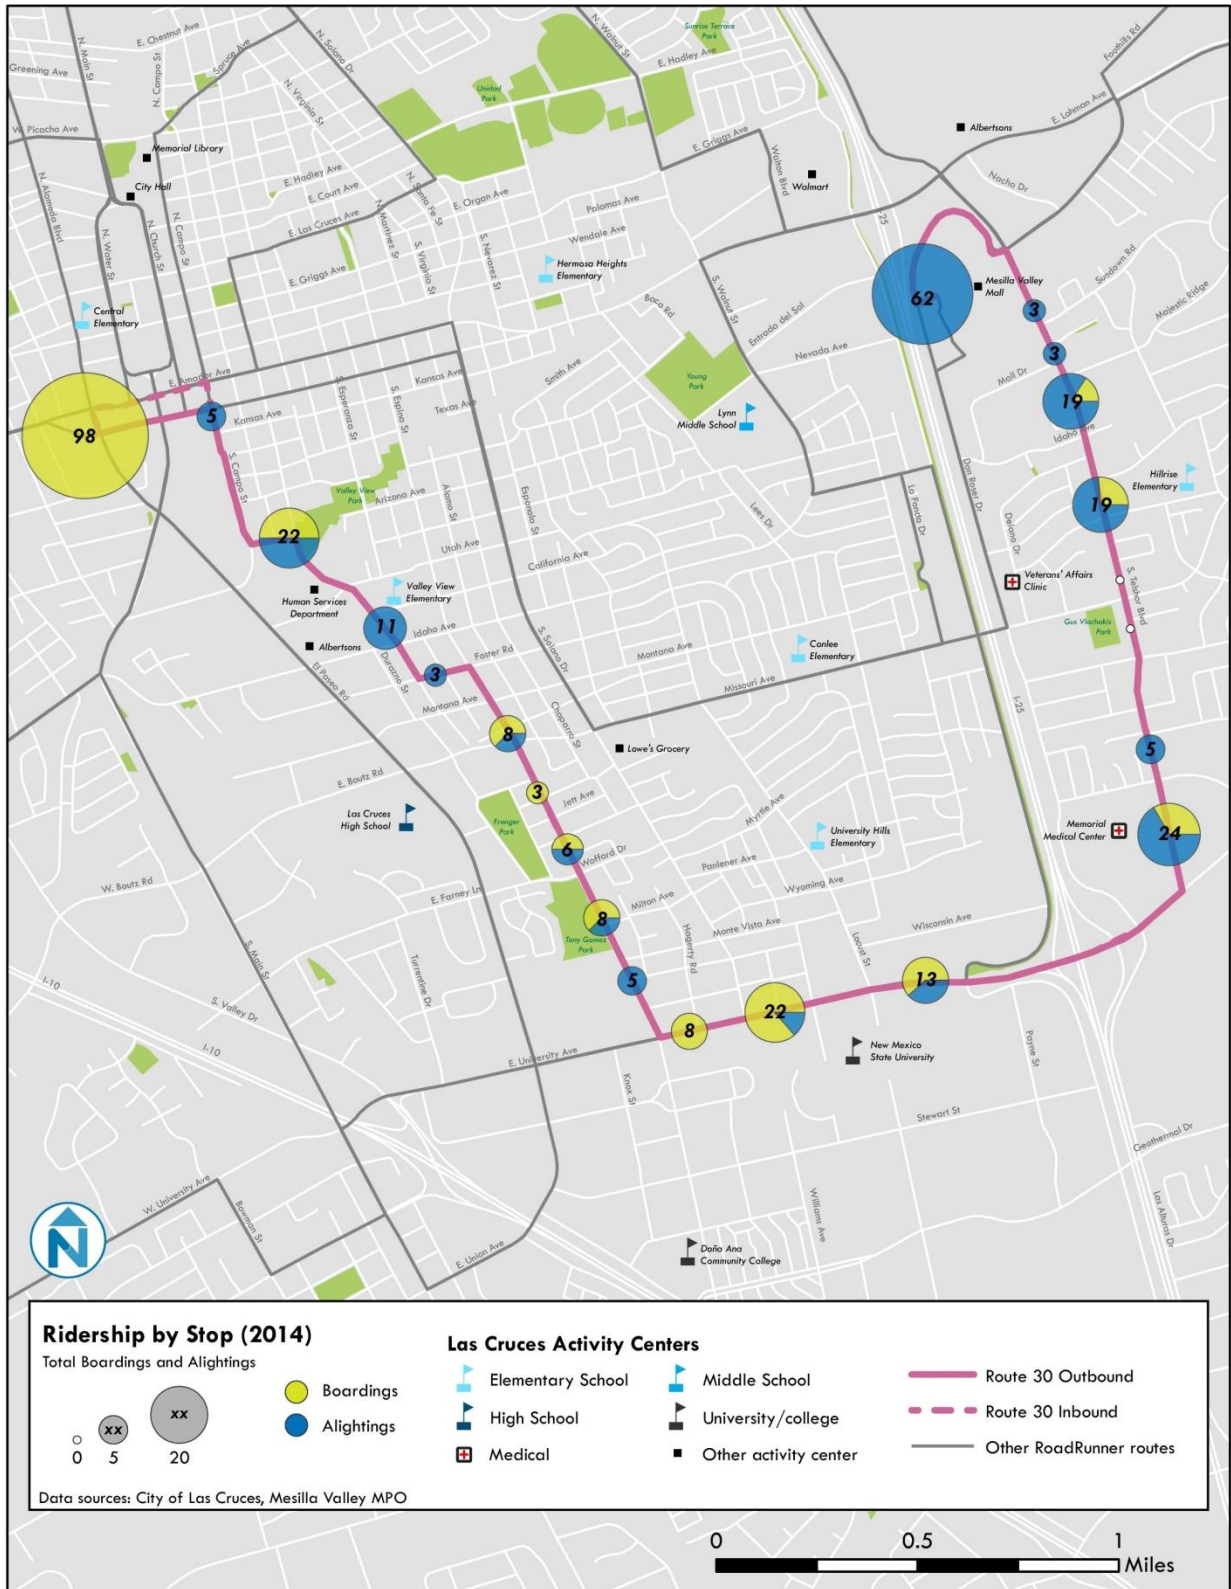 E. Chestnut Ave
Greening Ave
N. Main St
N. Campo St
Spruce Ave
N. Solano Dr
N. Virginia St
N. Walnut St
Sunrise Terrace
Park
E. Hadley Ave
Foothills Rd
E. Lohman Ave
Unidad
Park
W. Picacho Ave
Memorial Library
City Hall
E. Griggs Ave
Walton Blvd
Albertsons
Walmart
Nacho Dr
N. Alameda Blvd
N. Water St
N. Church St
N. Campo St
E. Hadley Ave
E. Court Ave
E. Las Cruces Ave
E. Griggs Ave
N. Martinez St
N. Santa Fe St
S. Virginia St
E. Organ Ave
S. Nevarez St
Palomas Ave
Wendale Ave
I-25
Hermosa Heights
Elementary
Boca Rd
S. Walnut St
Entrada del Sol
Nevada Ave
62
Mesilla Valley
Mall
Sundown Rd
Majestic Ridge
3
3
Mall Dr
19
Idaho Ave
Central
Elementary
E. Amador Ave
Kansas Ave
Kansas Ave
Texas Ave
S. Esperanza St
S. Espina St
Smith Ave
Young
Park
Lynn
Middle School
98
5
S. Campo St
Valley View
Park
Arizona Ave
Alamo St
Espanola St
Utah Ave
California Ave
Lees Dr
La Fonda Dr
Don Roser Dr
Delano Dr
Hillrise
Elementary
19
22
Human Services
Department
Valley View
Elementary
Veterans' Affairs
Clinic
S. Telshor Blvd
Gus Vlachakis
Park
Albertsons
11
Idaho Ave
Durazno St
El Paseo Rd
3
Foster Rd
Montana Ave
S. Solano Dr
Chaparro St
Montana Ave
Missouri Ave
Conlee
Elementary
I-25
8
Lowe's Grocery
5
E. Boutz Rd
3
Jett Ave
Frenger
Park
Las Cruces
High School
Myrtle Ave
University Hills
Elementary
Memorial
Medical Center
24
6
Wofford Dr
Panlener Ave
Wyoming Ave
W. Boutz Rd
E. Farney Ln
8
Milton Ave
Tony Gomez
Park
Hagerty Rd
Monte Vista Ave
Locust St
Wisconsin Ave
S. Main St
Turrentine Dr
5
13
I-10
S. Valley Dr
I-10
22
8
E. University Ave
New Mexico
State University
Payne St
Knox St
Stewart St
Geothermal Dr
W. University Ave
Bowman St
Williams Ave
Las Alturas Dr
N
E. Union Ave
Doña Ana
Community College
Ridership by Stop (2014)
Total Boardings and Alightings
xx
xx
0
5
20
Boardings
Alightings
Las Cruces Activity Centers
Elementary School
Middle School
High School
University/college
Medical
Other activity center
Route 30 Outbound
Route 30 Inbound
Other RoadRunner routes
Data sources: City of Las Cruces, Mesilla Valley MPO
0
1
Miles